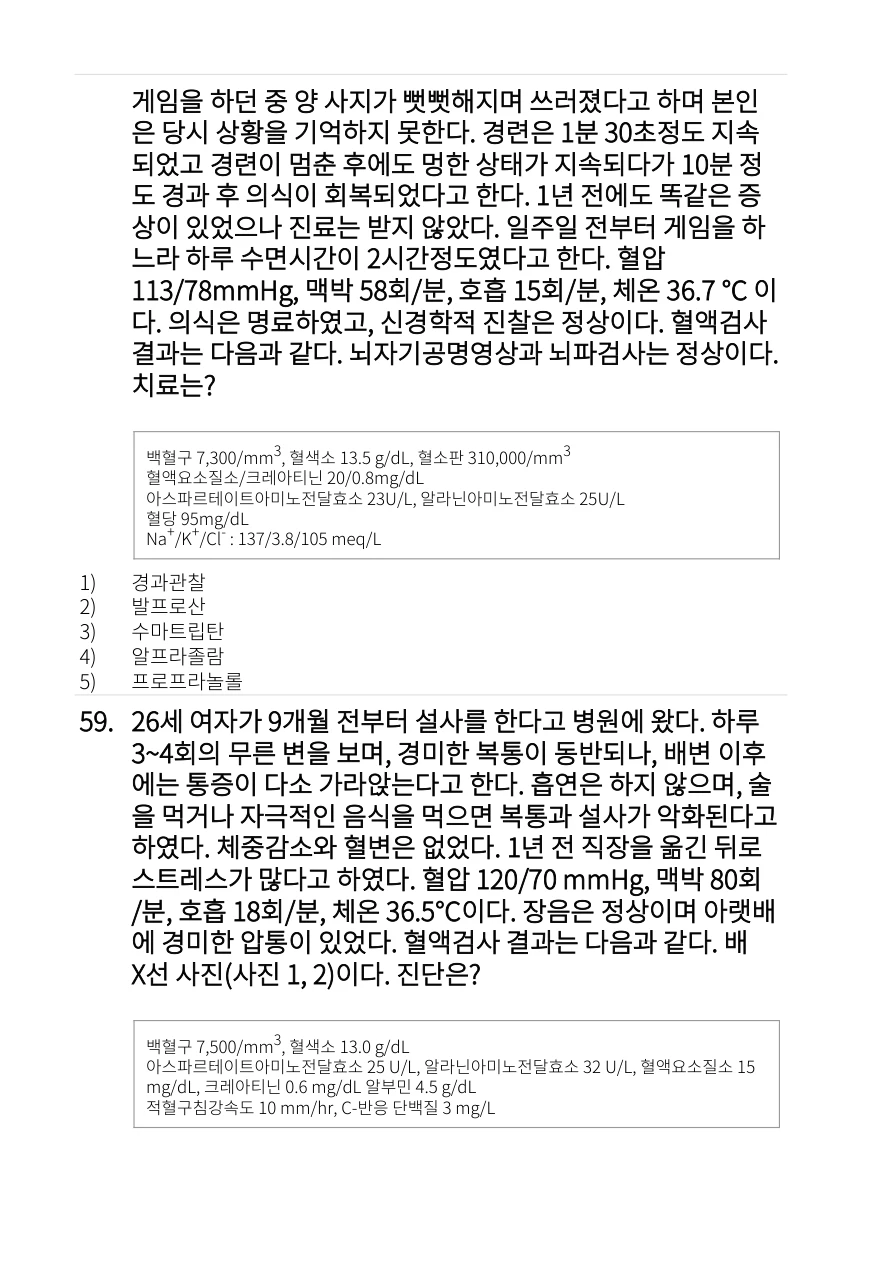 게임을 하던 중 양 사지가 뻣뻣해지며 쓰러졌다고 하며 본인
은 당시 상황을 기억하지 못한다. 경련은 1분 30초정도 지속
되었고 경련이 멈춘 후에도 멍한 상태가 지속되다가 10분 정
도 경과 후 의식이 회복되었다고 한다. 1년 전에도 똑같은 증
상이 있었으나 진료는 받지 않았다. 일주일 전부터 게임을 하
느라 하루 수면시간이 2시간정도였다고 한다. 혈압
113/78mmHg, 맥박 58회/분, 호흡 15회/분, 체온 36.7 ℃ 이
다. 의식은 명료하였고, 신경학적 진찰은 정상이다. 혈액검사
결과는 다음과 같다. 뇌자기공명영상과 뇌파검사는 정상이다.
치료는?
백혈구 7,300/mm³, 혈색소 13.5 g/dL, 혈소판 310,000/mm³
혈액요소질소/크레아티닌 20/0.8mg/dL
아스파르테이트아미노전달효소 23U/L, 알라닌아미노전달효소 25U/L
혈당 95mg/dL
Na⁺/K⁺/Cl⁻ : 137/3.8/105 meq/L
1) 경과관찰
2) 발프로산
3) 수마트립탄
4) 알프라졸람
5) 프로프라놀롤
59. 26세 여자가 9개월 전부터 설사를 한다고 병원에 왔다. 하루
3~4회의 무른 변을 보며, 경미한 복통이 동반되나, 배변 이후
에는 통증이 다소 가라앉는다고 한다. 흡연은 하지 않으며, 술
을 먹거나 자극적인 음식을 먹으면 복통과 설사가 악화된다고
하였다. 체중감소와 혈변은 없었다. 1년 전 직장을 옮긴 뒤로
스트레스가 많다고 하였다. 혈압 120/70 mmHg, 맥박 80회
/분, 호흡 18회/분, 체온 36.5℃이다. 장음은 정상이며 아랫배
에 경미한 압통이 있었다. 혈액검사 결과는 다음과 같다. 배
X선 사진(사진 1, 2)이다. 진단은?
백혈구 7,500/mm³, 혈색소 13.0 g/dL
아스파르테이트아미노전달효소 25 U/L, 알라닌아미노전달효소 32 U/L, 혈액요소질소 15
mg/dL, 크레아티닌 0.6 mg/dL 알부민 4.5 g/dL
적혈구침강속도 10 mm/hr, C-반응 단백질 3 mg/L